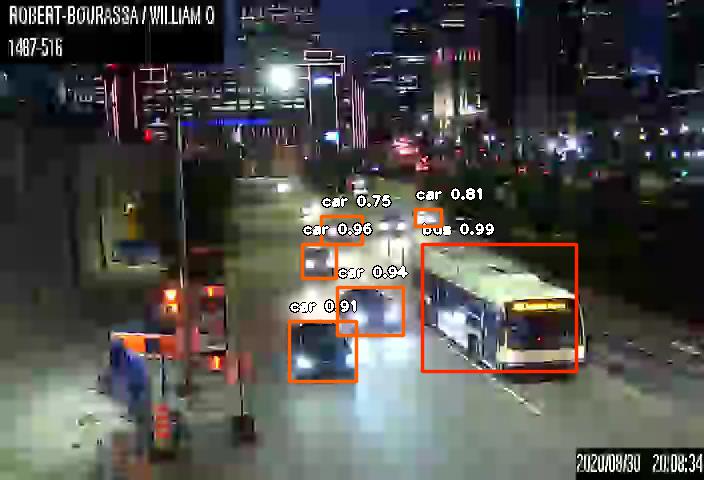 ROBERT-BOURASSA / WILLIAM O
1487-516
car 0.81
car 0.75
car 0.96
bus 0.99
car 0.94
car 0.91
2020/08/30 20:08:34